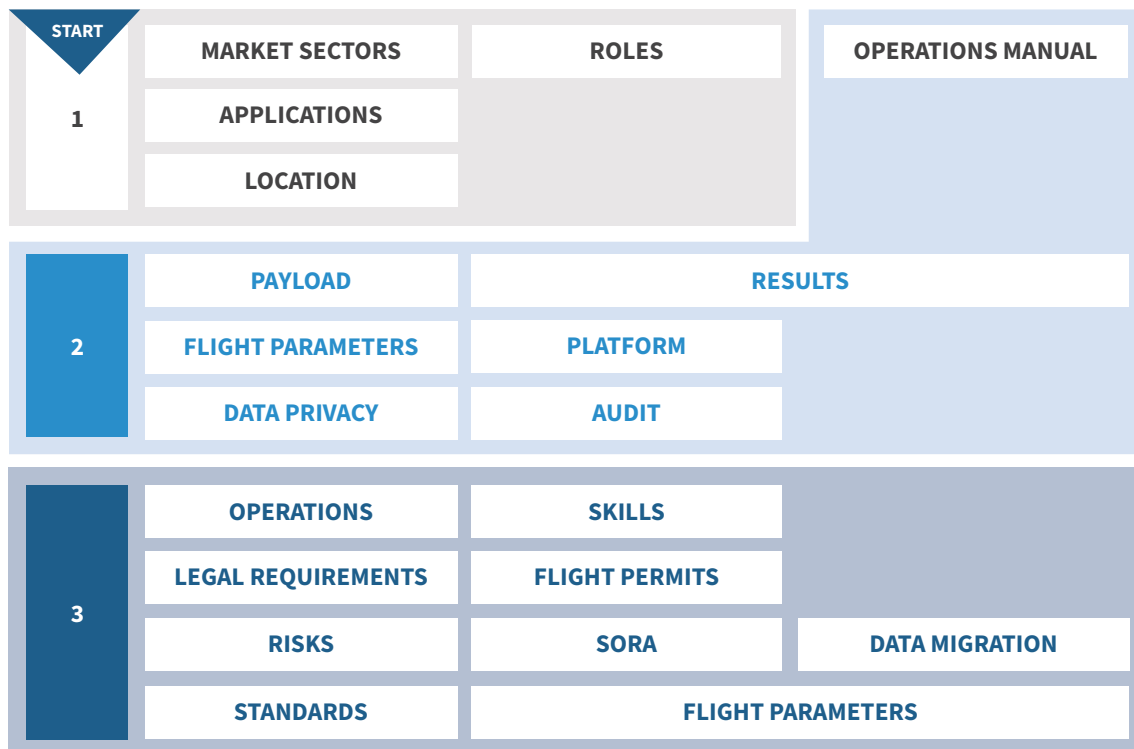 START
MARKET SECTORS
ROLES
OPERATIONS MANUAL
1
APPLICATIONS
LOCATION
PAYLOAD
RESULTS
2
FLIGHT PARAMETERS
PLATFORM
DATA PRIVACY
AUDIT
OPERATIONS
SKILLS
LEGAL REQUIREMENTS
FLIGHT PERMITS
3
RISKS
SORA
DATA MIGRATION
STANDARDS
FLIGHT PARAMETERS